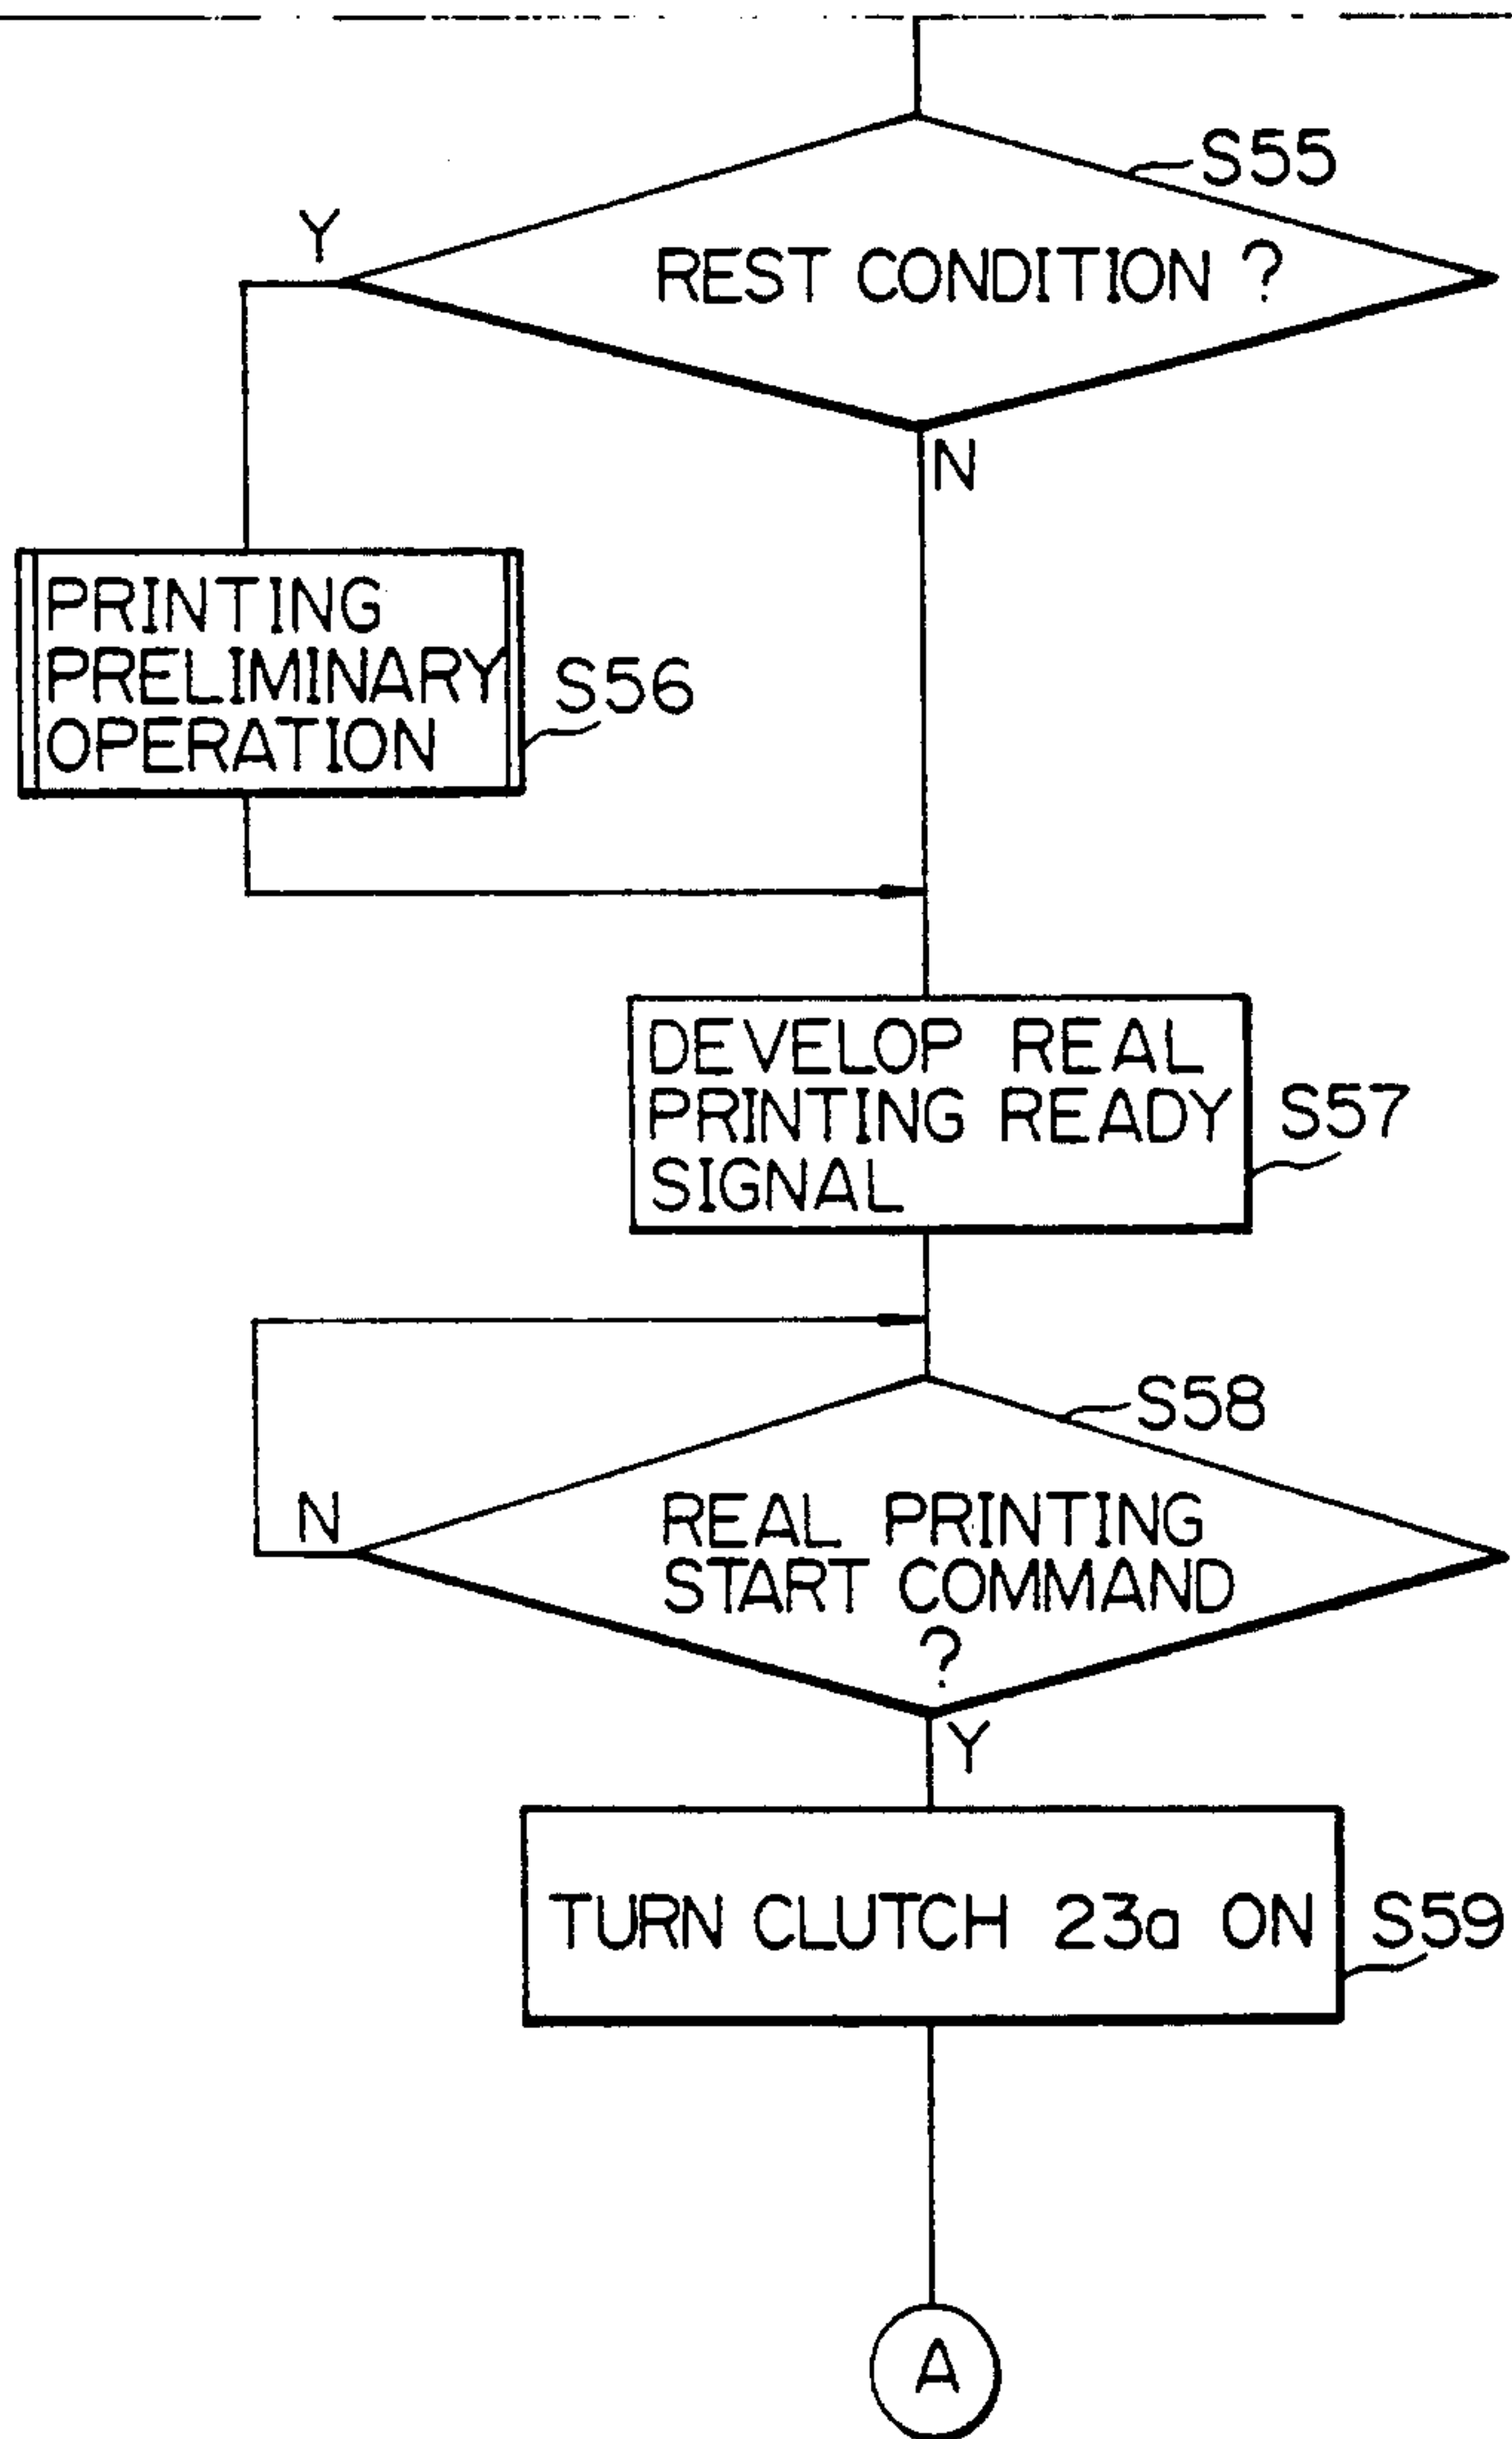 S55
Y
REST CONDITION ?
N
PRINTING
PRELIMINARY
OPERATION
S56
DEVELOP REAL
PRINTING READY
SIGNAL
S57
S58
N
REAL PRINTING
START COMMAND
?
Y
TURN CLUTCH 23a ON
S59
A